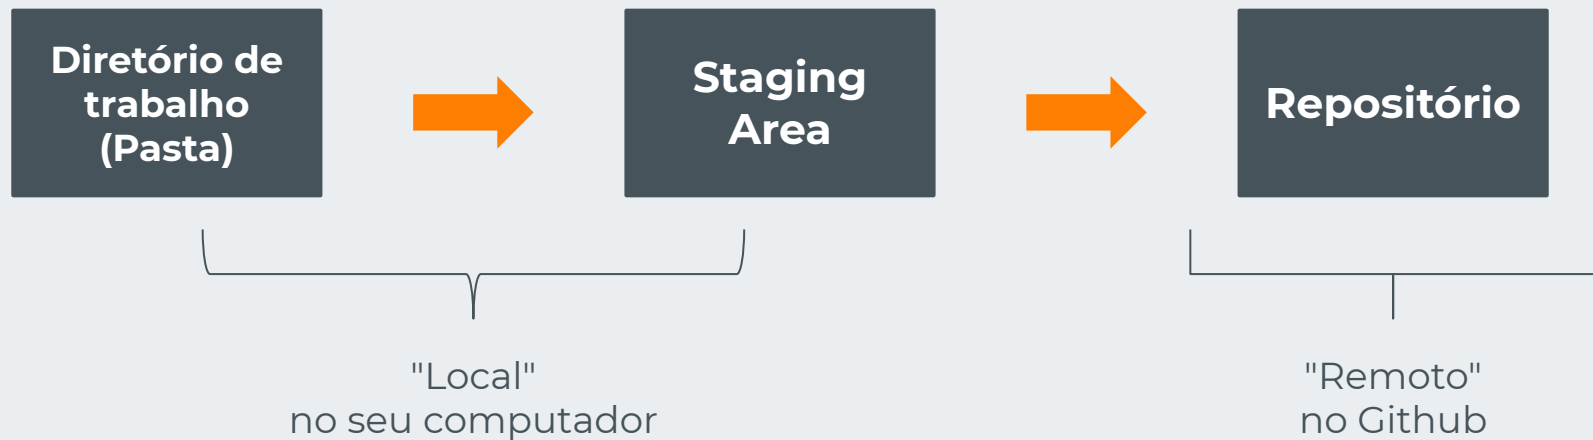 Diretório de
trabalho
(Pasta)
Staging
Area
Repositório
"Local"
no seu computador
"Remoto"
no Github